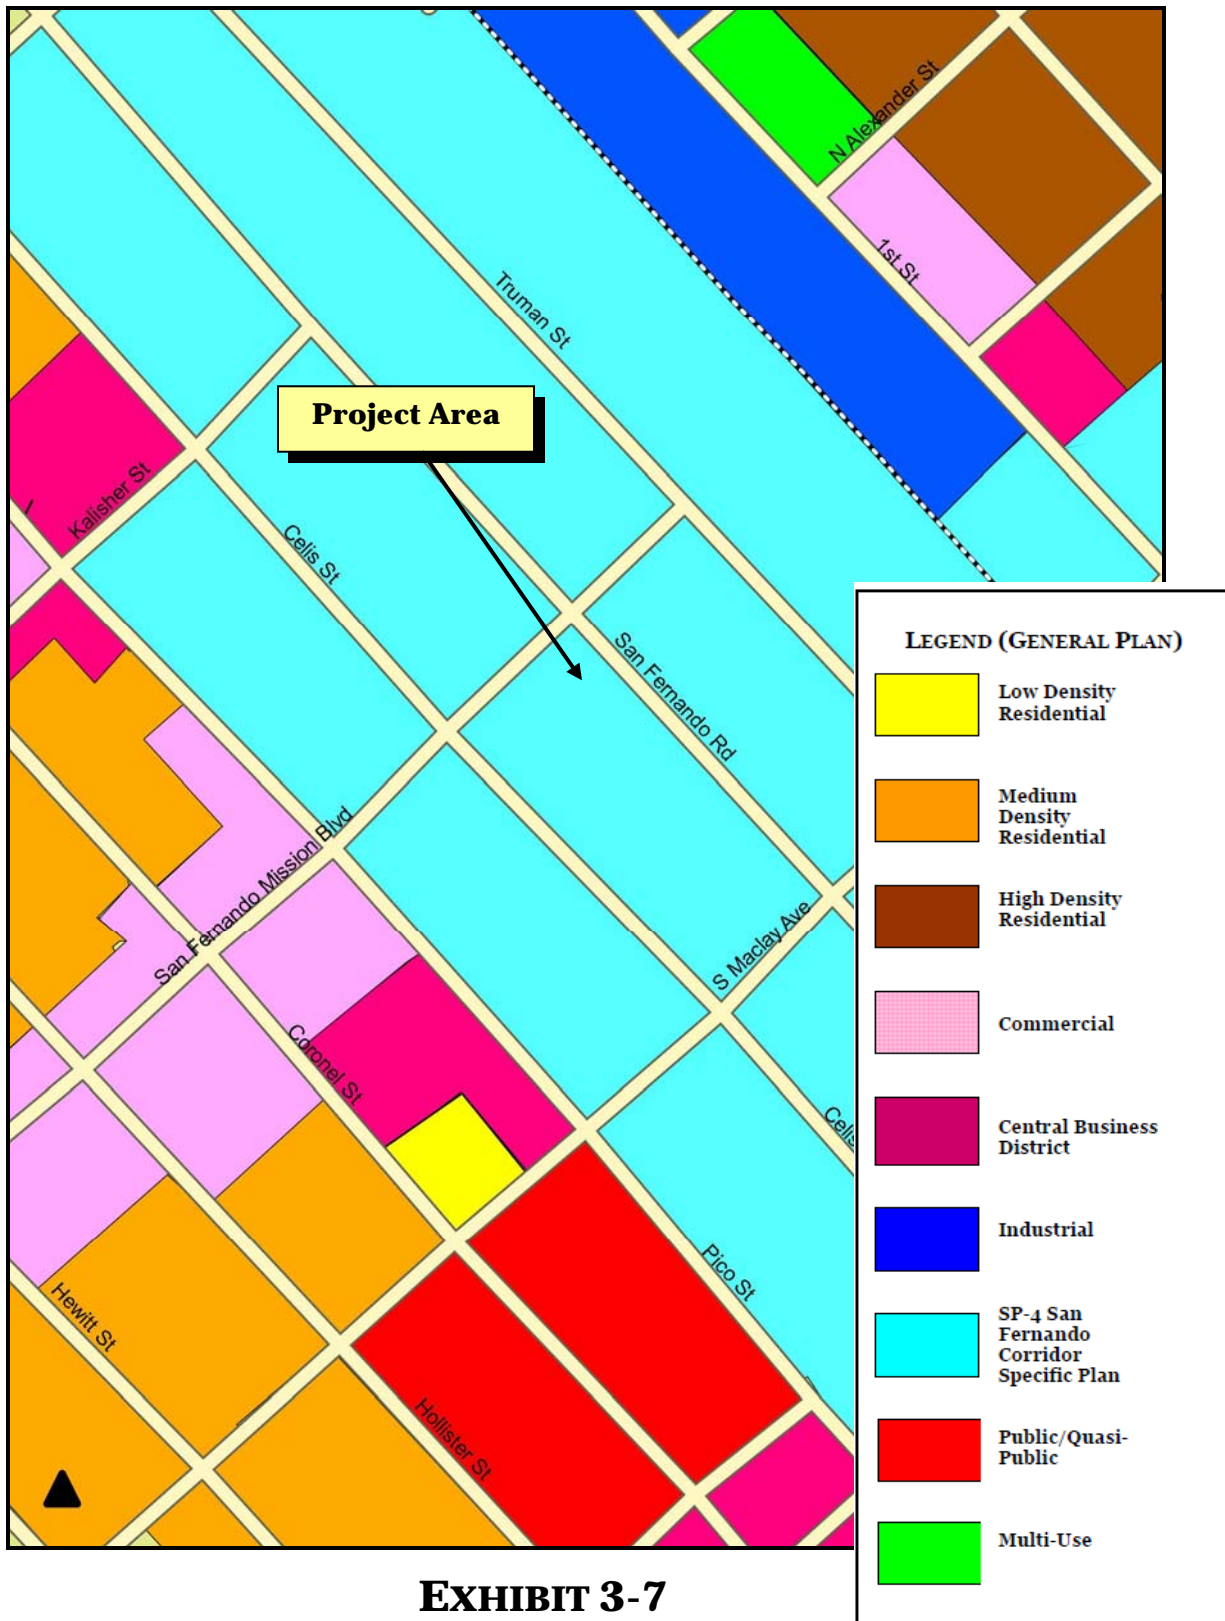 N Alexander St
1st St
Truman St
Project Area
Kalisher St
Celis St
San Fernando Rd
San Fernando Mission Blvd
S Maclay Ave
Coronel St
Celis
Pico St
Hewitt St
Hollister St
LEGEND (GENERAL PLAN)
Low Density
Residential
Medium
Density
Residential
High Density
Residential
Commercial
Central Business
District
Industrial
SP-4 San
Fernando
Corridor
Specific Plan
Public/Quasi-
Public
Multi-Use
EXHIBIT 3-7